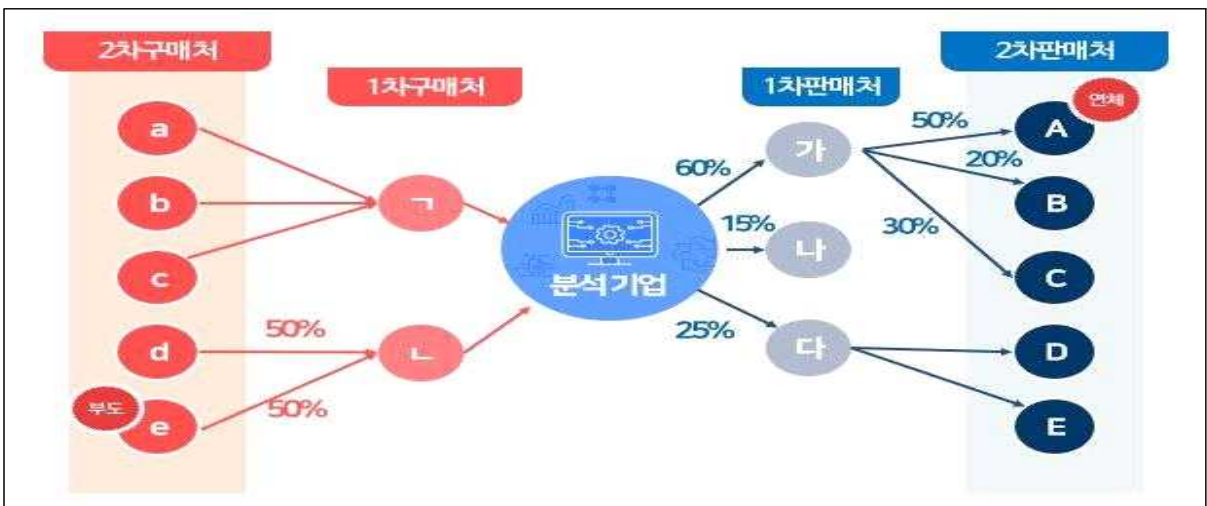 2차구매처
1차구매처
1차판매처
2차판매처
a
b
c
d
e
부도
50%
50%
ㄱ
ㄴ
분석기업
60%
15%
25%
가
나
다
50%
20%
30%
A
연체
B
C
D
E